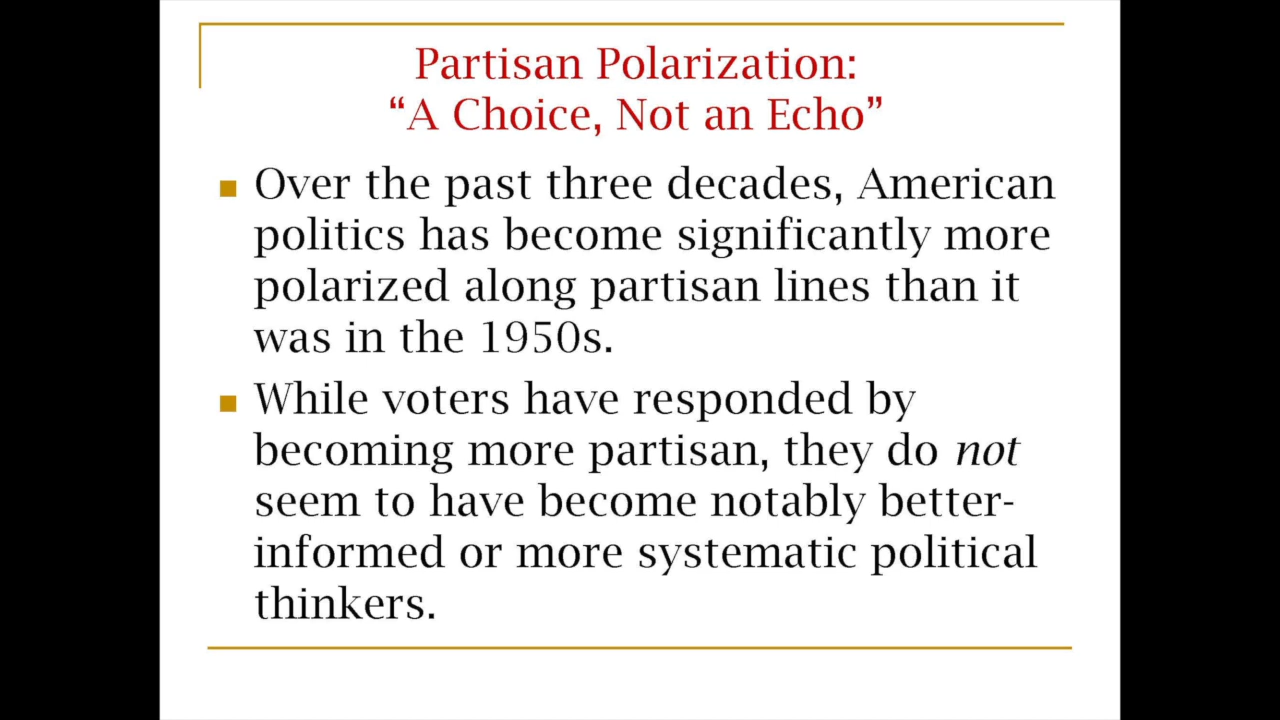 Partisan Polarization:
“A Choice, Not an Echo”
Over the past three decades, American
politics has become significantly more
polarized along partisan lines than it
was in the 1950s.
While voters have responded by
becoming more partisan, they do not
seem to have become notably better-
informed or more systematic political
thinkers.